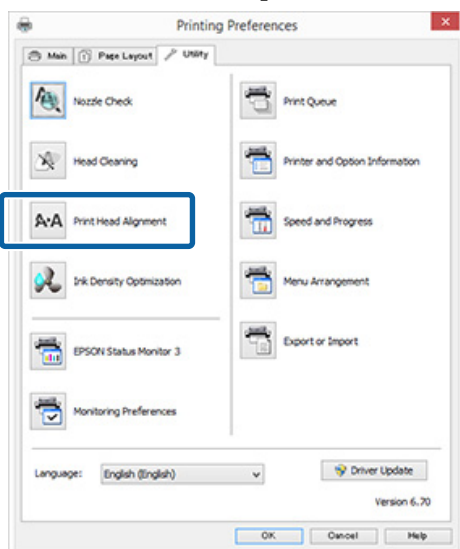 Printing Preferences
x
Main
Page Layout
Utility
Nozzle Check
Print Queue
Head Cleaning
Printer and Option Information
A·A
Print Head Alignment
Speed and Progress
Ink Density Optimization
Menu Arrangement
EPSON Status Monitor 3
Export or Import
Monitoring Preferences
Language:
English (English)
Driver Update
Version 6.70
OK
Cancel
Help